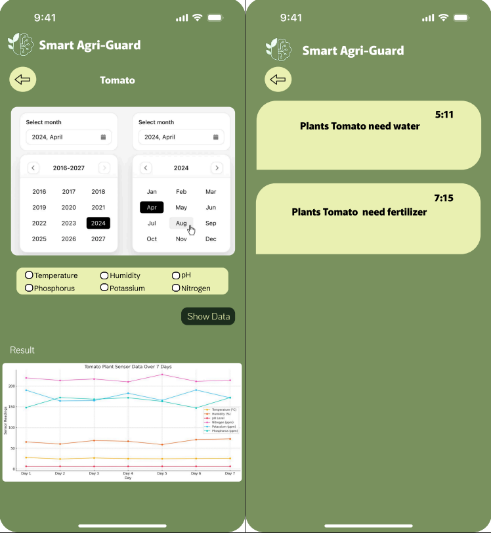 9:41
Smart Agri-Guard
Tomato
Select month
2024, April
Select month
2024, April
2016-2027
2016 2017 2018
2019 2020 2021
2022 2023 2024
2025 2026 2027
2024
Jan Feb Mar
Apr May Jun
Jul Aug Sep
Oct Nov Dec
Temperature Humidity pH
Phosphorus Potassium Nitrogen
Show Data
Result
Tomato Plant Sensor Data Over 7 Days
Sensor Readings
200
150
100
50
0
Temperature (°C)
Humidity (%)
pH Level
Nitrogen (ppm)
Potassium (ppm)
Phosphorus (ppm)
Day 1 Day 2 Day 3 Day 4 Day 5 Day 6 Day 7
Day
9:41
Smart Agri-Guard
5:11
Plants Tomato need water
7:15
Plants Tomato need fertilizer